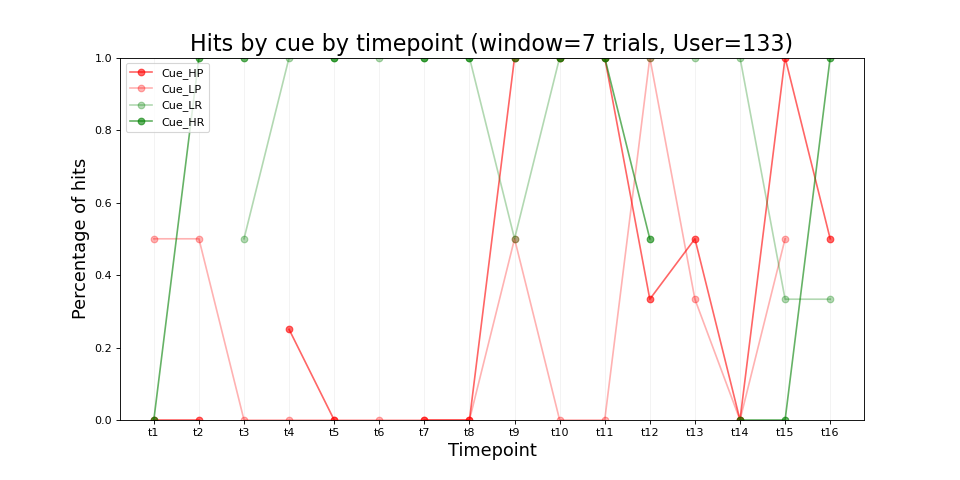 Hits by cue by timepoint (window=7 trials, User=133)
Percentage of hits
1.0
0.8
0.6
0.4
0.2
0.0
Cue_HP
Cue_LP
Cue_LR
Cue_HR
t1 t2 t3 t4 t5 t6 t7 t8 t9 t10 t11 t12 t13 t14 t15 t16
Timepoint